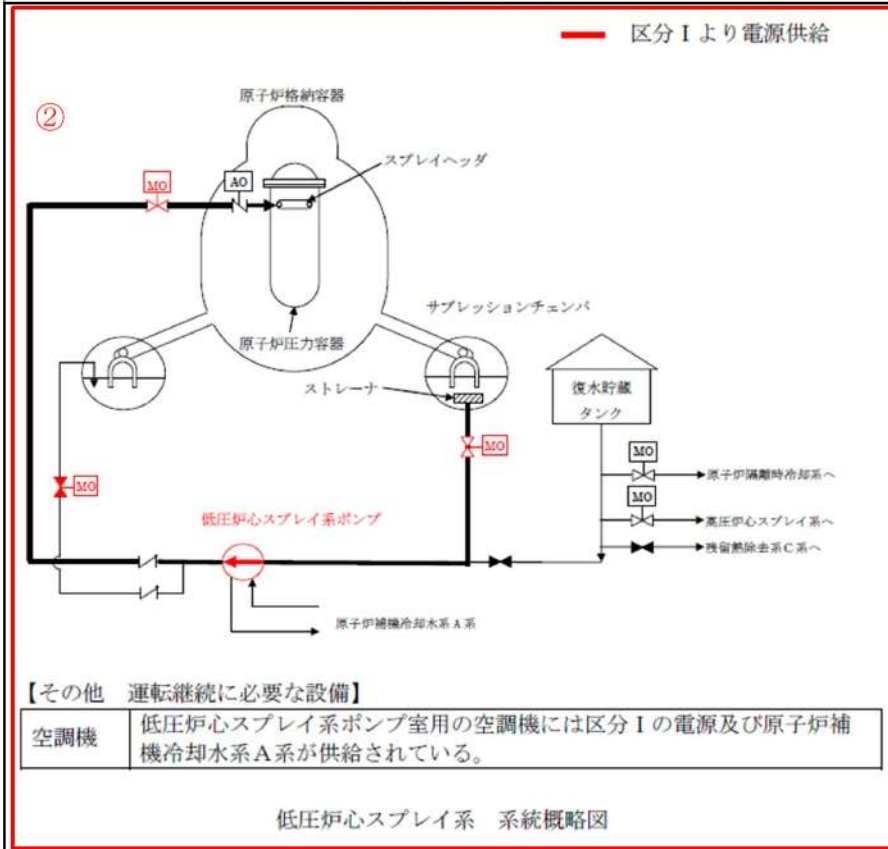 区分Ⅰより電源供給
②
原子炉格納容器
スプレイヘッダ
MO
AO
サプレッションチェンバ
原子炉圧力容器
ストレーナ
復水貯蔵
タンク
MO
MO
原子炉隔離時冷却系へ
MO
MO
高圧炉心スプレイ系へ
低圧炉心スプレイ系ポンプ
残留熱除去系C系へ
原子炉補機冷却水系A系
【その他 運転継続に必要な設備】
空調機
低圧炉心スプレイ系ポンプ室用の空調機には区分Ⅰの電源及び原子炉補
機冷却水系A系が供給されている。
低圧炉心スプレイ系 系統概略図